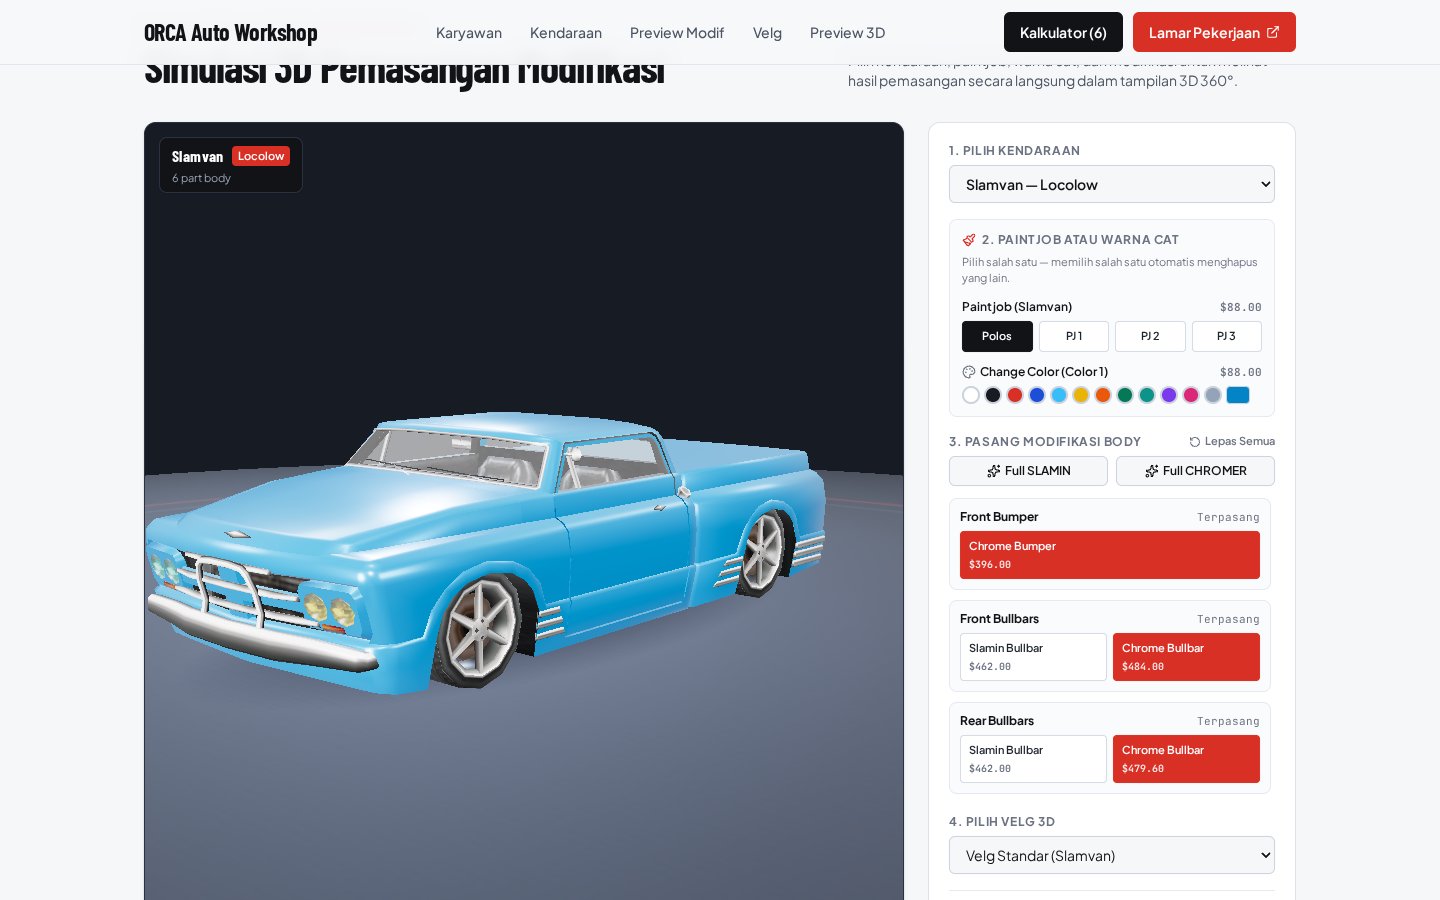 ORCA Auto Workshop
Karyawan
Kendaraan
Preview Modif
Velg
Preview 3D
Kalkulator (6)
Lamar Pekerjaan
Simulasi 3D Pemasangan Modifikasi
hasil pemasangan secara langsung dalam tampilan 3D 360°.
Slamvan
Locolow
6 part body
1. PILIH KENDARAAN
Slamvan — Locolow
2. PAINTJOB ATAU WARNA CAT
Pilih salah satu — memilih salah satu otomatis menghapus
yang lain.
Paintjob (Slamvan)
$88.00
Polos
PJ 1
PJ 2
PJ 3
Change Color (Color 1)
$88.00
3. PASANG MODIFIKASI BODY
Lepas Semua
Full SLAMIN
Full CHROMER
Front Bumper
Terpasang
Chrome Bumper
$396.00
Front Bullbars
Terpasang
Slamin Bullbar
$462.00
Chrome Bullbar
$484.00
Rear Bullbars
Terpasang
Slamin Bullbar
$462.00
Chrome Bullbar
$479.60
4. PILIH VELG 3D
Velg Standar (Slamvan)